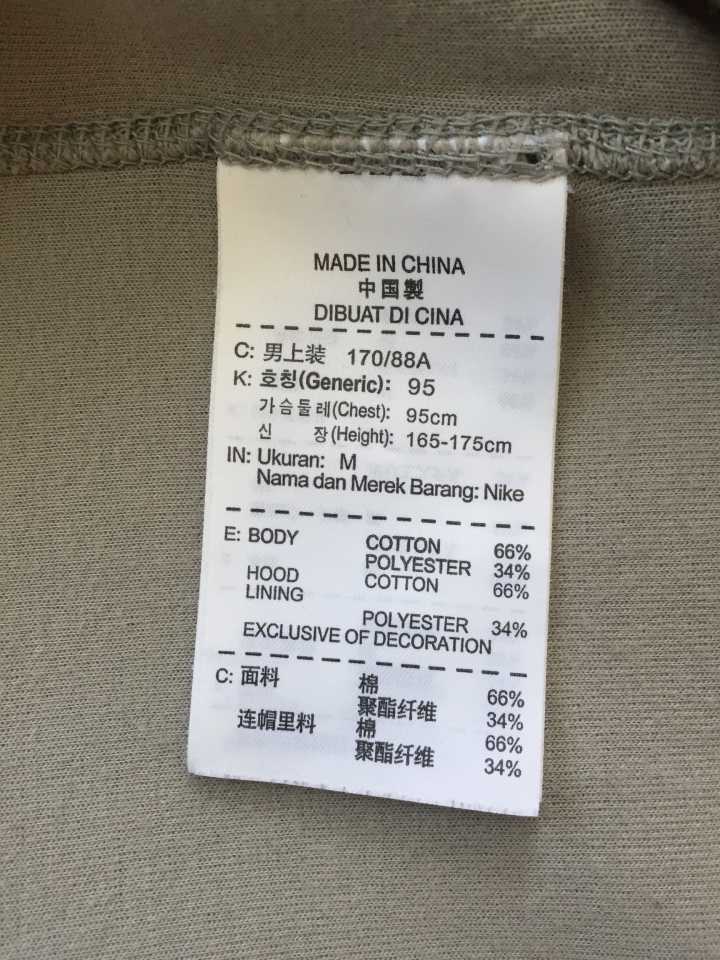 MADE IN CHINA
中国製
DIBUAT DI CINA
C: 男上装 170/88A
K: 호칭(Generic): 95
가슴둘레(Chest): 95cm
신 장(Height): 165-175cm
IN: Ukuran: M
Nama dan Merek Barang: Nike
E: BODY COTTON 66%
POLYESTER 34%
HOOD COTTON 66%
LINING
POLYESTER 34%
EXCLUSIVE OF DECORATION
C: 面料 棉 66%
聚酯纤维 34%
连帽里料 棉 66%
聚酯纤维 34%